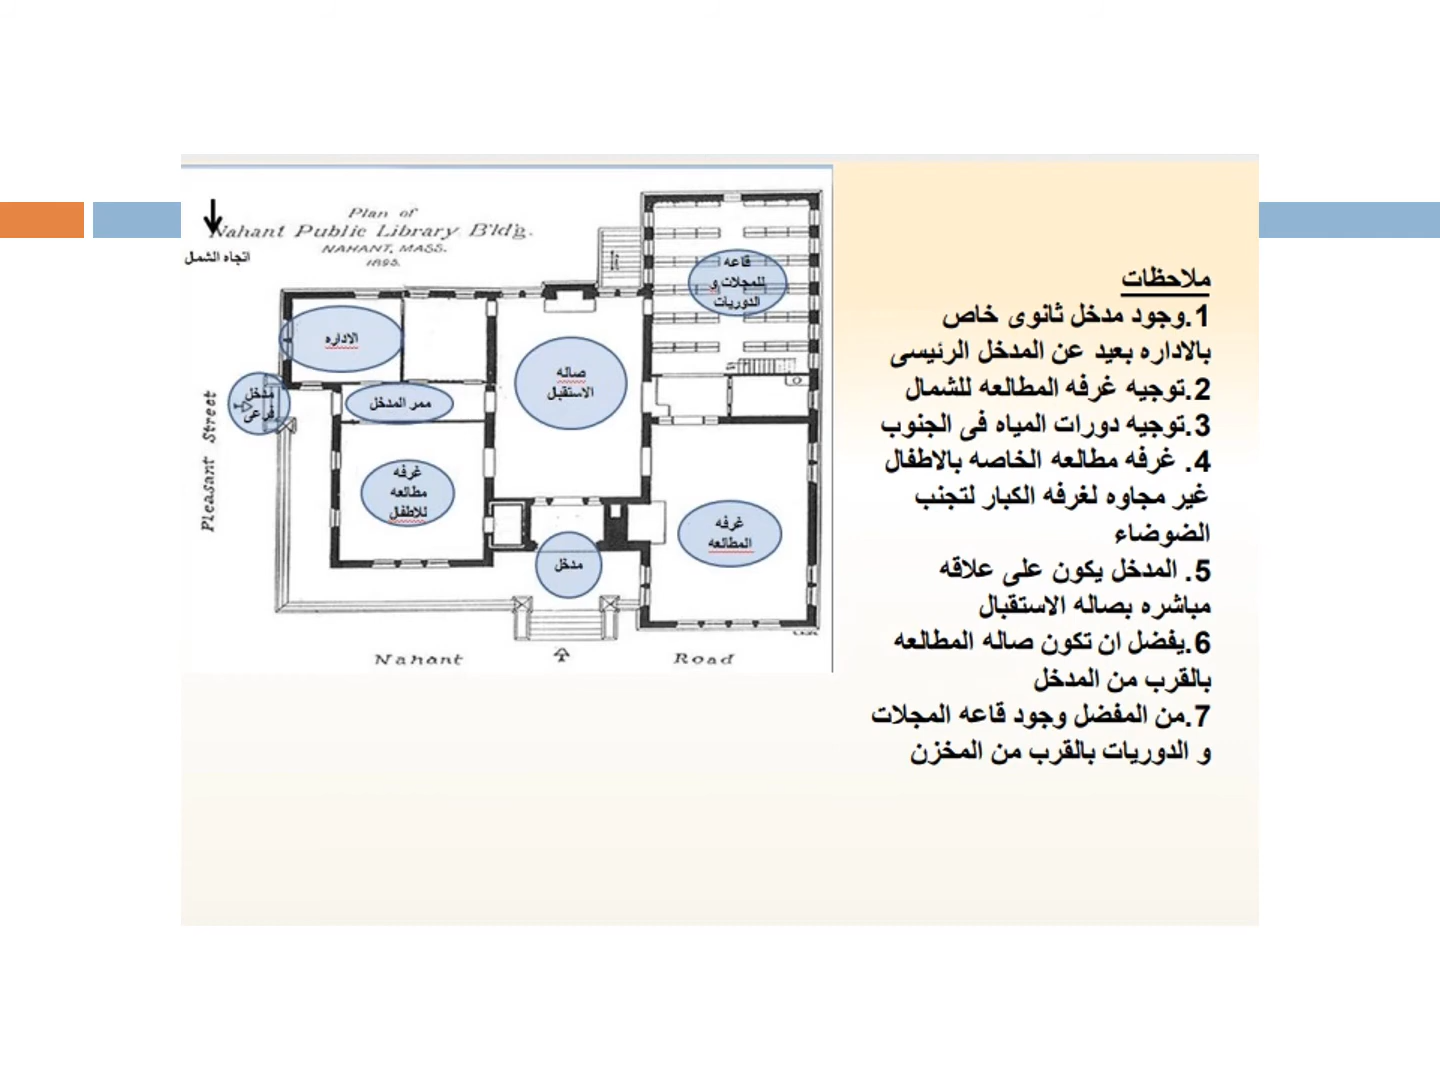 Plan of
Nahant Public Library B'ld'g.
NAHANT, MASS.
1895.
اتجاه الشمل
قاعه
للمجلات و
الدوريات
الاداره
صاله
الاستقبل
مدخل
فرعى
ممر المدخل
غرفه
مطالعه
للاطفال
غرفه
المطالعه
مدخل
Pleasant Street
Nahant Road
ملاحظات
1.وجود مدخل ثانوى خاص
بالاداره بعيد عن المدخل الرئيسى
2.توجيه غرفه المطالعه للشمال
3.توجيه دورات المياه فى الجنوب
4. غرفه مطالعه الخاصه بالاطفال
غير مجاوه لغرفه الكبار لتجنب
الضوضاء
5. المدخل يكون على علاقه
مباشره بصاله الاستقبال
6.يفضل ان تكون صاله المطالعه
بالقرب من المدخل
7.من المفضل وجود قاعه المجلات
و الدوريات بالقرب من المخزن